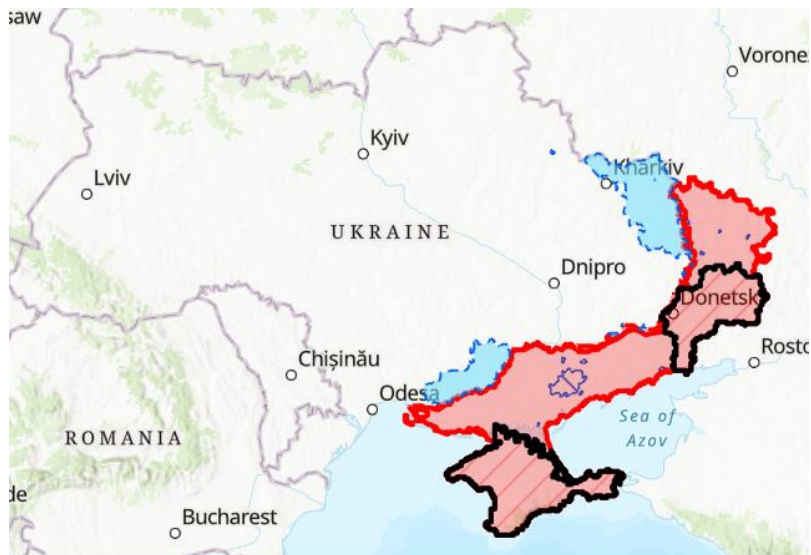 saw
Vorone
Kyiv
Kharkiv
Lviv
UKRAINE
Dnipro
Donetsk
Chișinău
Rosto
Odesa
Sea of
Azov
ROMANIA
de
Bucharest